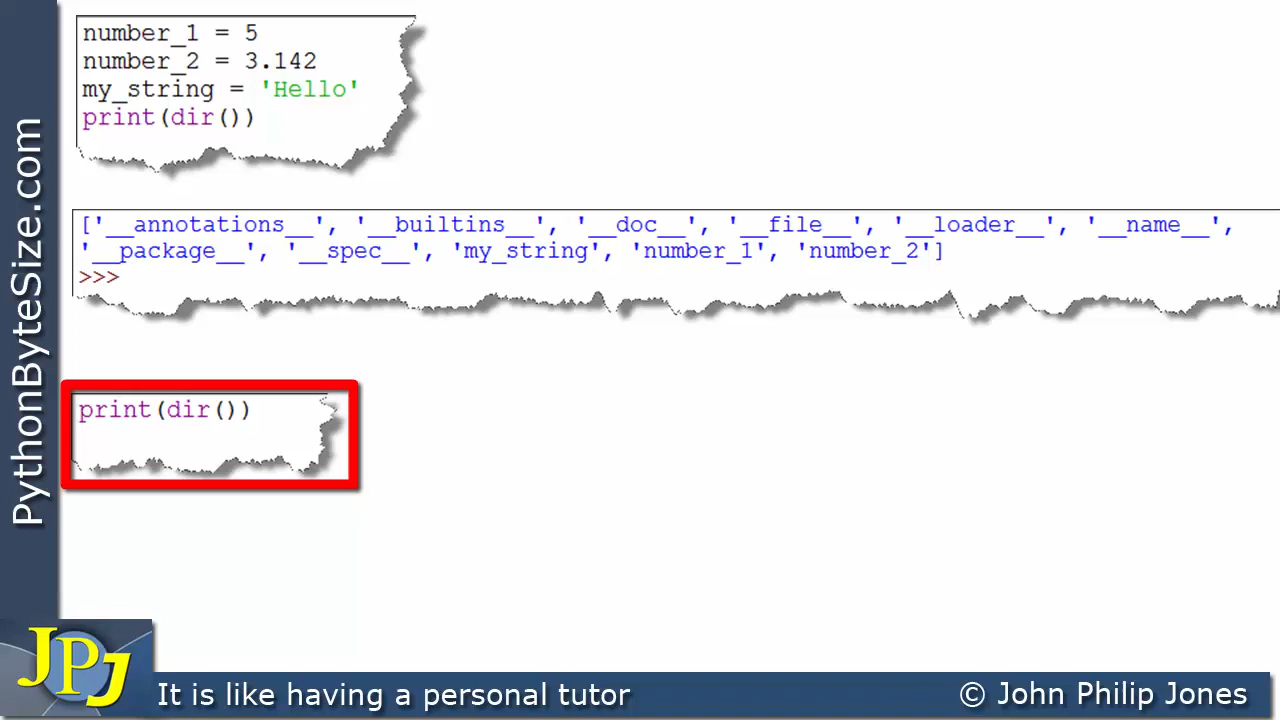 number_1 = 5
number_2 = 3.142
my_string = 'Hello'
print(dir())
['__annotations__', '__builtins__', '__doc__', '__file__', '__loader__', '__name__',
'__package__', '__spec__', 'my_string', 'number_1', 'number_2']
>>>
print(dir())
PythonByteSize.com
JPJ
It is like having a personal tutor
© John Philip Jones